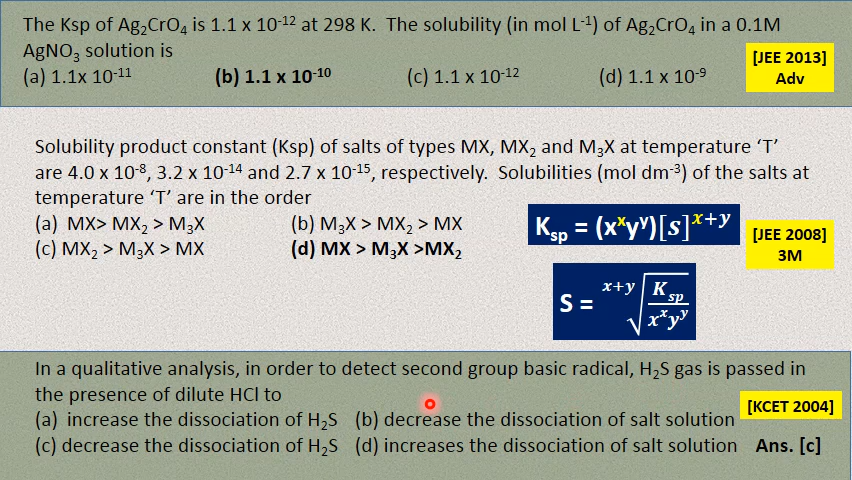 The Ksp of Ag₂CrO₄ is 1.1 x 10⁻¹² at 298 K. The solubility (in mol L⁻¹) of Ag₂CrO₄ in a 0.1M
AgNO₃ solution is
[JEE 2013]
Adv
(a) 1.1x 10⁻¹¹ (b) 1.1 x 10⁻¹⁰ (c) 1.1 x 10⁻¹² (d) 1.1 x 10⁻⁹
Solubility product constant (Ksp) of salts of types MX, MX₂ and M₃X at temperature ‘T’
are 4.0 x 10⁻⁸, 3.2 x 10⁻¹⁴ and 2.7 x 10⁻¹⁵, respectively. Solubilities (mol dm⁻³) of the salts at
temperature ‘T’ are in the order
(a) MX> MX₂ > M₃X (b) M₃X > MX₂ > MX
(c) MX₂ > M₃X > MX (d) MX > M₃X >MX₂
K_sp = (xˣyʸ)[s]ˣ⁺ʸ
[JEE 2008]
3M
S = ˣ⁺ʸ√(K_sp/xˣyʸ)
In a qualitative analysis, in order to detect second group basic radical, H₂S gas is passed in
the presence of dilute HCl to
[KCET 2004]
(a) increase the dissociation of H₂S (b) decrease the dissociation of salt solution
(c) decrease the dissociation of H₂S (d) increases the dissociation of salt solution Ans. [c]